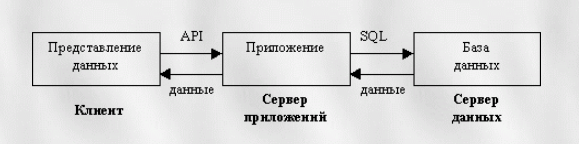 API
SQL
Представление
данных
Приложение
База
данных
данные
данные
Клиент
Сервер
приложений
Сервер
данных